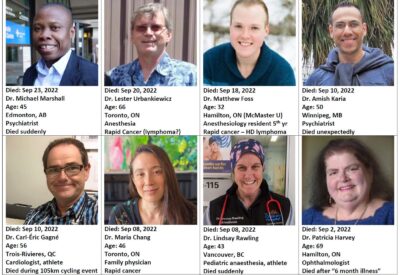 Died: Sep 23, 2022
Dr. Michael Marshall
Age: 45
Edmonton, AB
Psychiatrist
Died suddenly
Died: Sep 20, 2022
Dr. Lester Urbankiewicz
Age: 66
Toronto, ON
Anesthesia
Rapid Cancer (lymphoma?)
Died: Sep 18, 2022
Dr. Matthew Foss
Age: 32
Hamilton, ON (McMaster U)
Anesthesiology resident 5th yr
Rapid cancer – HD lymphoma
Died: Sep 10, 2022
Dr. Amish Karia
Age: 50
Winnipeg, MB
Psychiatrist
Died unexpectedly
-115
Died: Sep 10, 2022
Dr. Carl-Éric Gagné
Age: 56
Trois-Rivieres, QC
Cardiologist, athlete
Died during 105km cycling event
Died: Sep 08, 2022
Dr. Maria Chang
Age: 46
Toronto, ON
Family physician
Rapid cancer
Died: Sep 08, 2022
Dr. Lindsay Rawling
Age: 43
Vancouver, BC
Pediatric anaesthesia, athlete
Died suddenly
Died: Sep 2, 2022
Dr. Patricia Harvey
Age: 69
Hamilton, ON
Ophthalmologist
Died after "6 month illness"